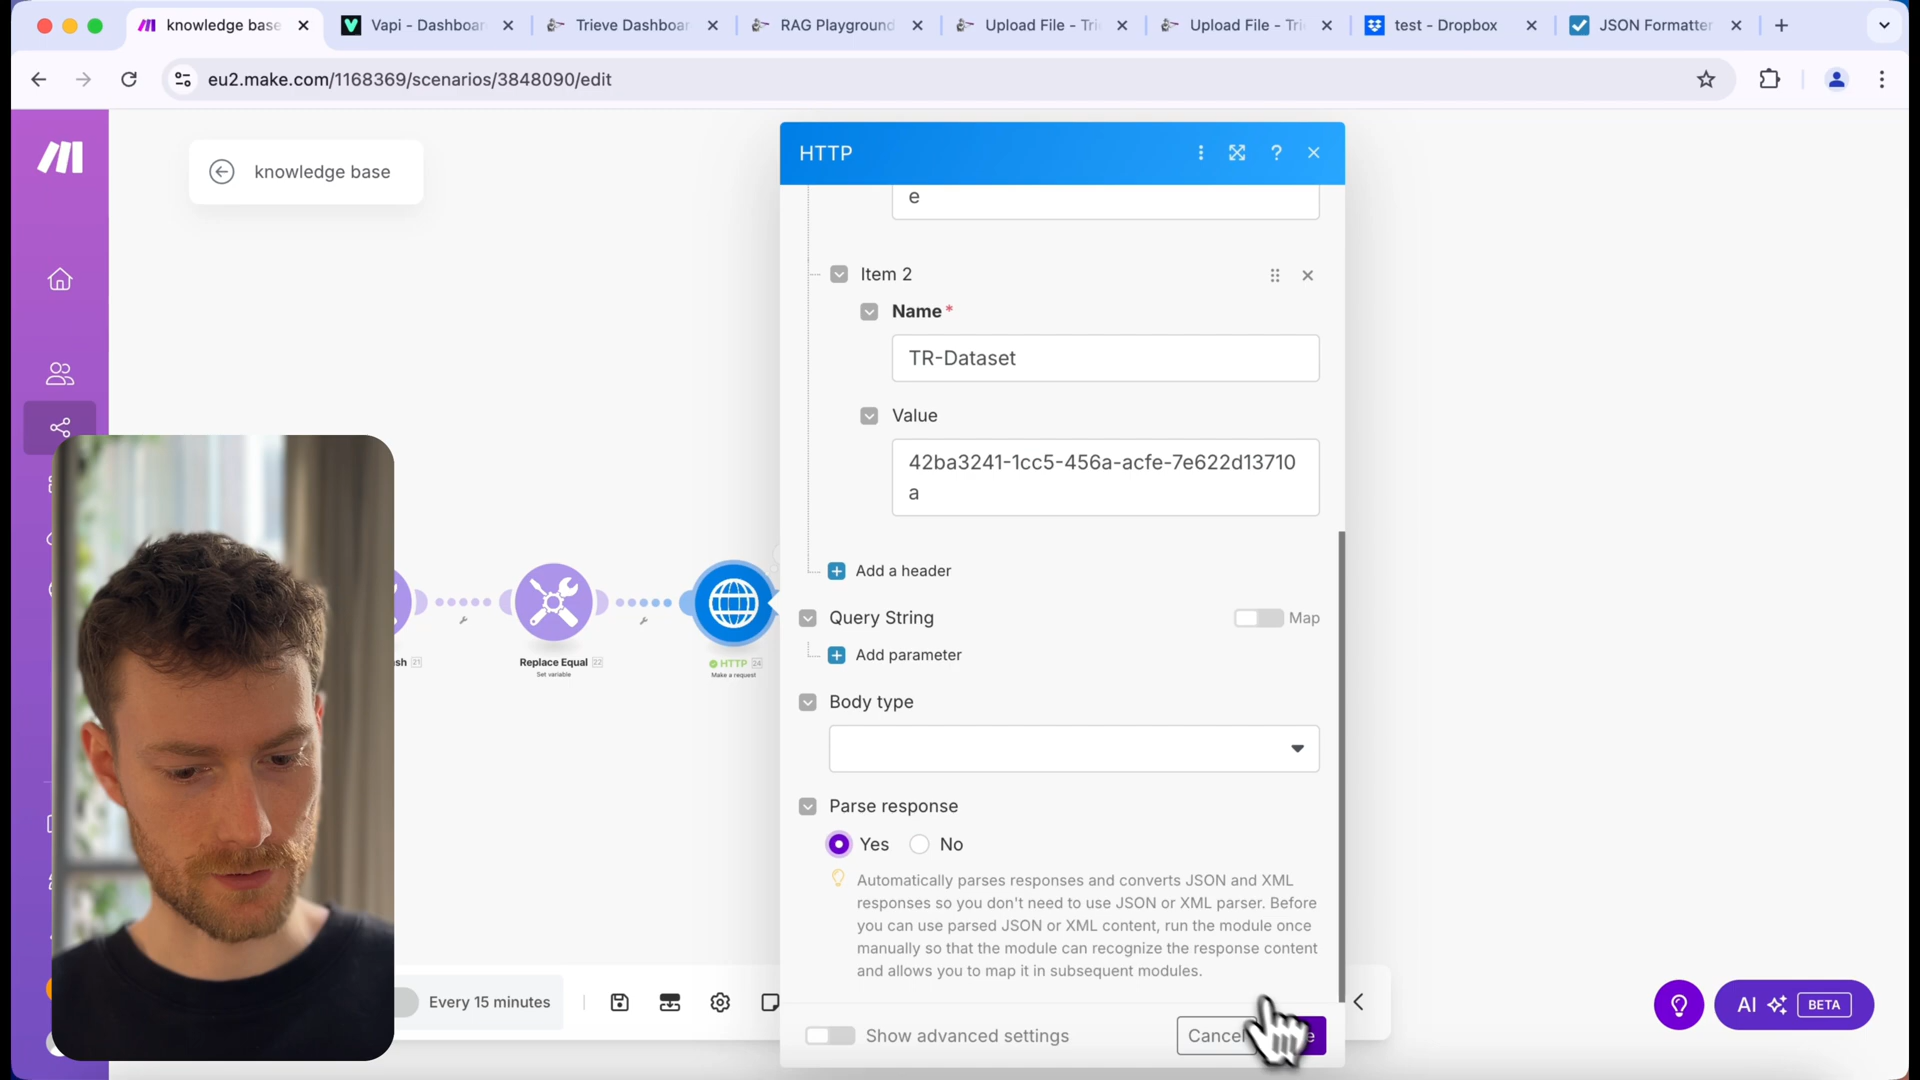 knowledge base
Vapi - Dashboar
Trieve Dashboar
RAG Playground
Upload File - Tri
Upload File - Tri
test - Dropbox
JSON Formatter
eu2.make.com/1168369/scenarios/3848090/edit
knowledge base
HTTP
e
Item 2
Name *
TR-Dataset
Value
42ba3241-1cc5-456a-acfe-7e622d13710
a
Add a header
Query String
Map
Add parameter
Body type
Parse response
Yes
No
Automatically parses responses and converts JSON and XML
responses so you don't need to use JSON or XML parser. Before
you can use parsed JSON or XML content, run the module once
manually so that the module can recognize the response content
and allows you to map it in subsequent modules.
Show advanced settings
Cancel
sh 21
Replace Equal 22
Set variable
HTTP 24
Make a request
Every 15 minutes
AI BETA